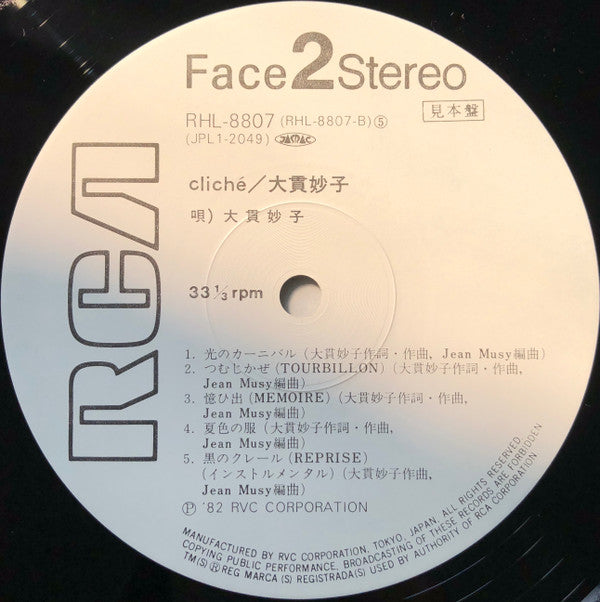 Face 2 Stereo
RHL-8807 (RHL-8807-B)⑤
見本盤
(JPL1-2049) JASRAC
cliché／大貫妙子
唄) 大貫妙子
RCA
33 1/3 rpm
1. 光のカーニバル (大貫妙子作詞・作曲, Jean Musy編曲)
2. つむじかぜ (TOURBILLON) (大貫妙子作詞・作曲,
Jean Musy編曲)
3. 憶ひ出 (MEMOIRE) (大貫妙子作詞・作曲,
Jean Musy編曲)
4. 夏色の服 (大貫妙子作詞・作曲,
Jean Musy編曲)
5. 黒のクレール (REPRISE)
(インストルメンタル) (大貫妙子作曲,
Jean Musy編曲)
Ⓟ '82 RVC CORPORATION
MANUFACTURED BY RVC CORPORATION, TOKYO, JAPAN, ALL RIGHTS RESERVED
COPYING PUBLIC PERFORMANCE, BROADCASTING OF THESE RECORDS ARE FORBIDDEN
TM(S)ⓇREG MARCA (S) REGISTRADA(S) USED BY AUTHORITY OF RCA CORPORATION